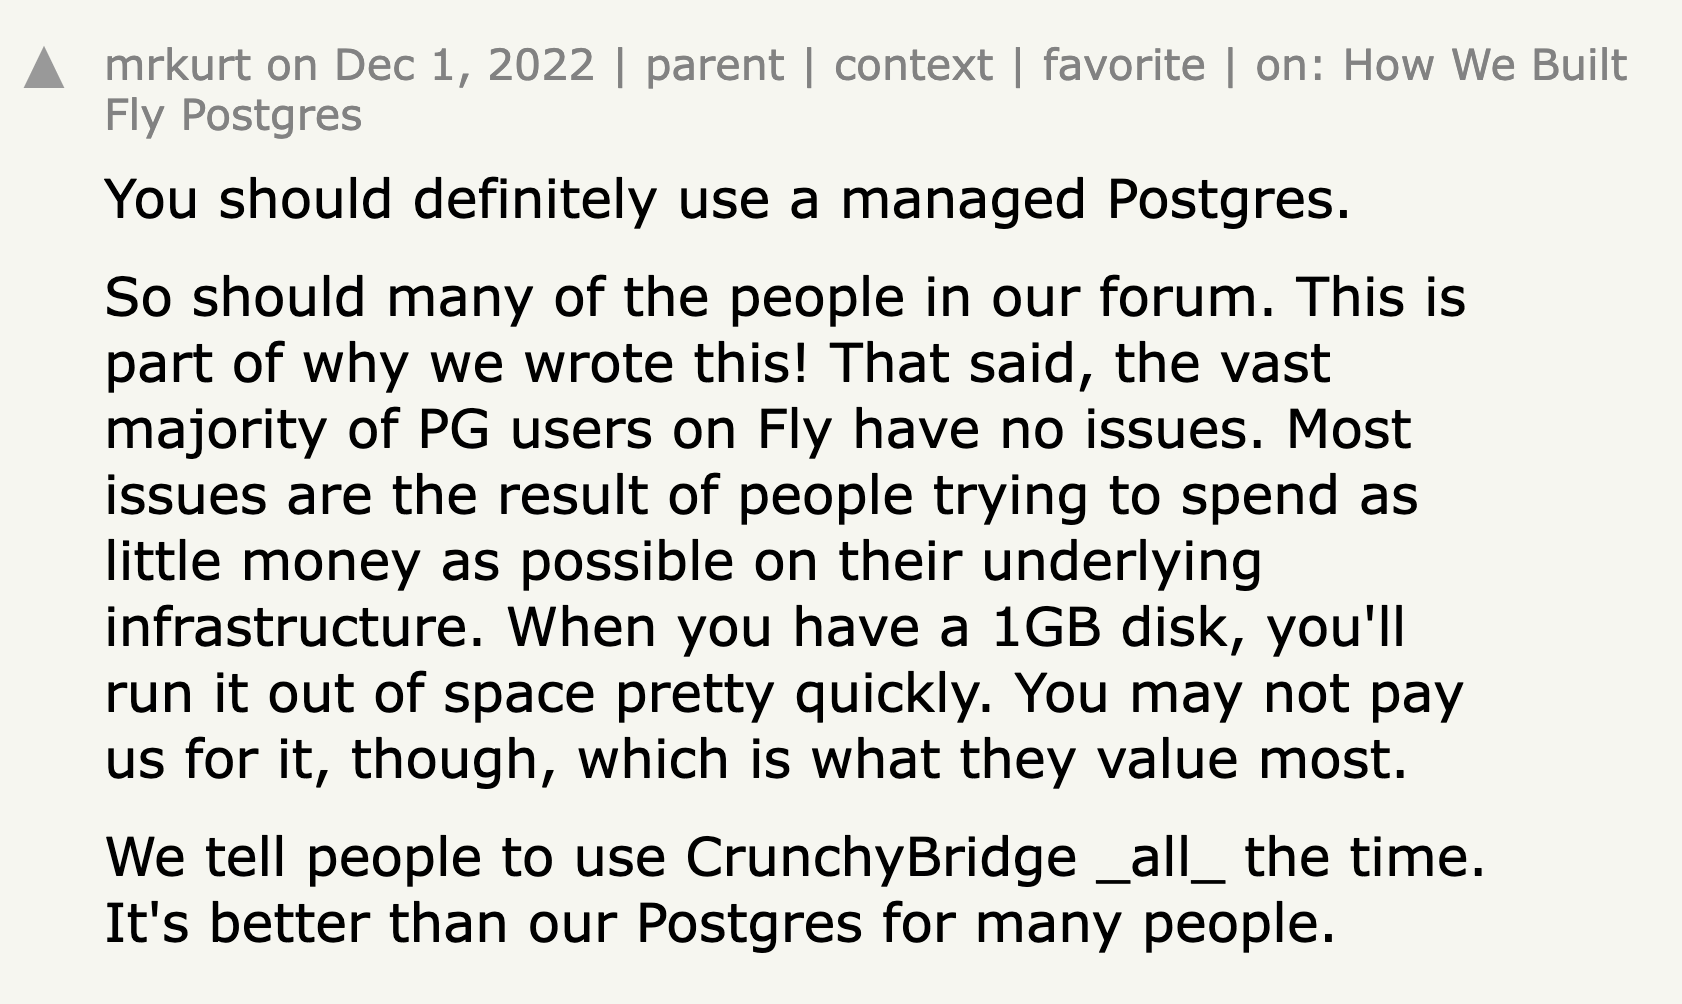 ▲ mrkurt on Dec 1, 2022 | parent | context | favorite | on: How We Built
Fly Postgres
You should definitely use a managed Postgres.
So should many of the people in our forum. This is
part of why we wrote this! That said, the vast
majority of PG users on Fly have no issues. Most
issues are the result of people trying to spend as
little money as possible on their underlying
infrastructure. When you have a 1GB disk, you'll
run it out of space pretty quickly. You may not pay
us for it, though, which is what they value most.
We tell people to use CrunchyBridge _all_ the time.
It's better than our Postgres for many people.